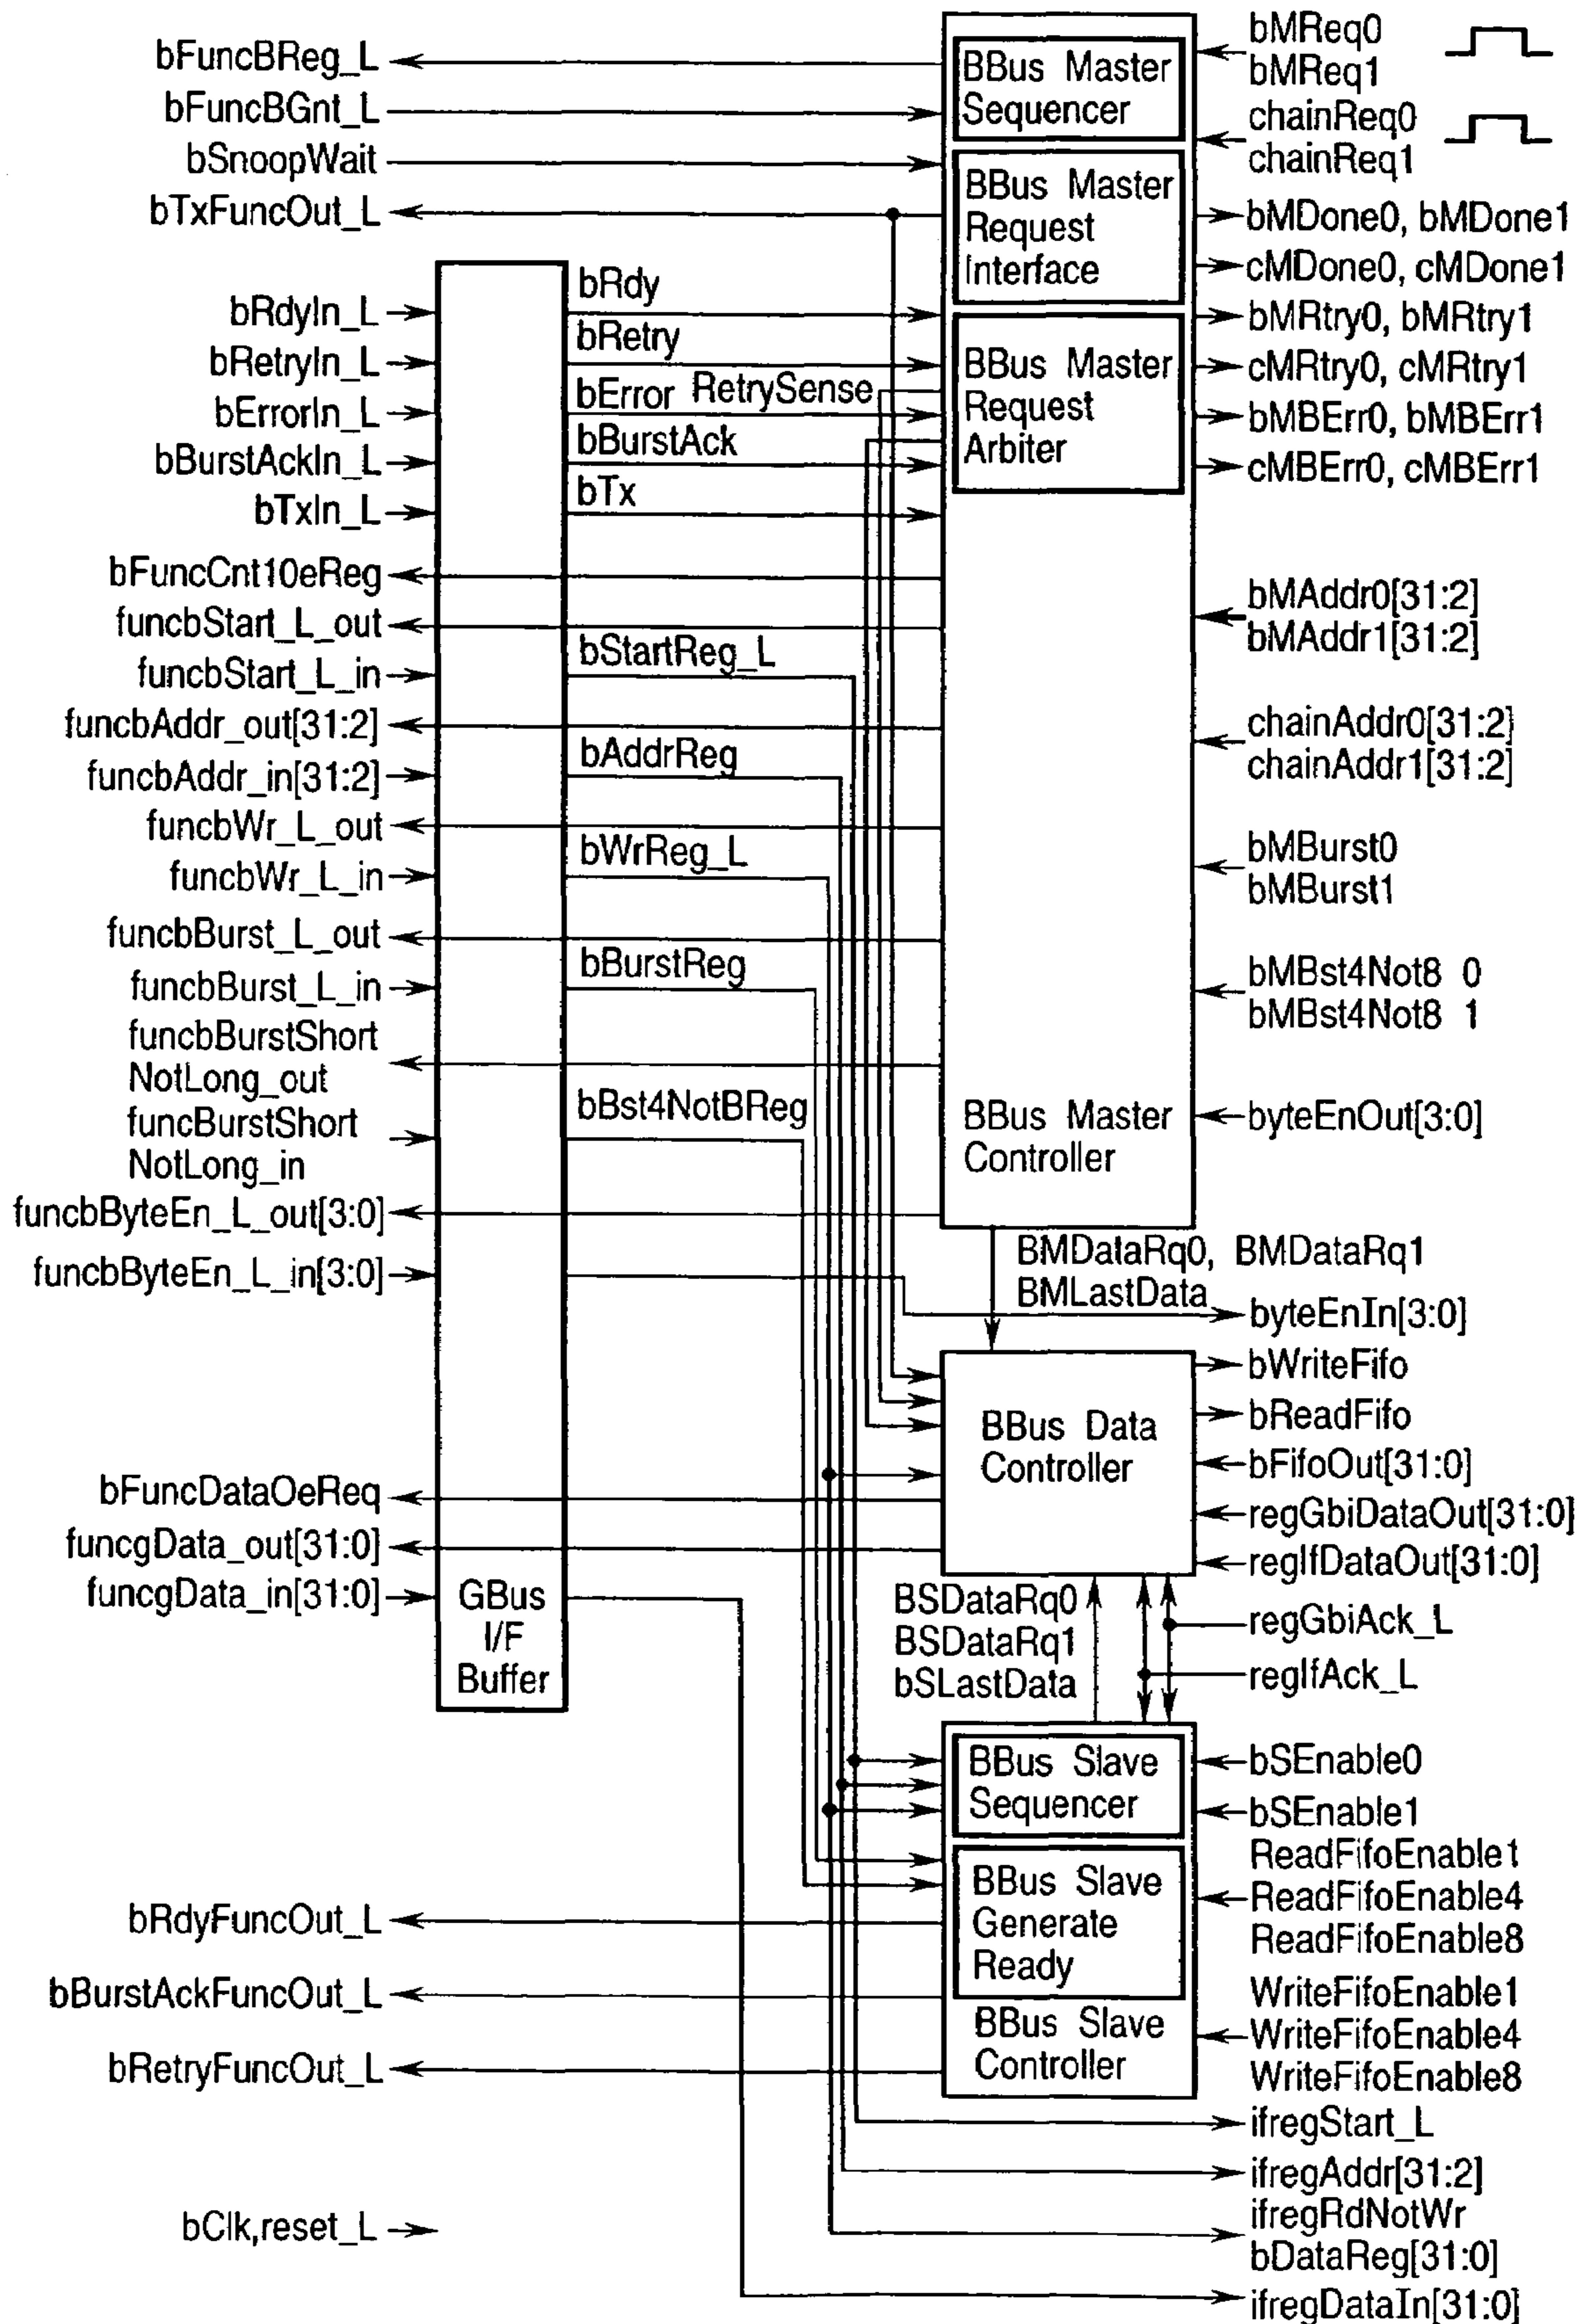 bFuncBReg_L
bFuncBGnt_L
bSnoopWait
bTxFuncOut_L
bRdyIn_L
bRetryIn_L
bErrorIn_L
bBurstAckIn_L
bTxIn_L
bFuncCnt10eReg
funcbStart_L_out
funcbStart_L_in
funcbAddr_out[31:2]
funcbAddr_in[31:2]
funcbWr_L_out
funcbWr_L_in
funcbBurst_L_out
funcbBurst_L_in
funcbBurstShort
NotLong_out
funcBurstShort
NotLong_in
funcbByteEn_L_out[3:0]
funcbByteEn_L_in[3:0]
bFuncDataOeReq
funcgData_out[31:0]
funcgData_in[31:0]
bRdyFuncOut_L
bBurstAckFuncOut_L
bRetryFuncOut_L
bClk,reset_L
GBus
I/F
Buffer
bRdy
bRetry
bError RetrySense
bBurstAck
bTx
bStartReg_L
bAddrReg
bWrReg_L
bBurstReg
bBst4NotBReg
BBus Master
Sequencer
BBus Master
Request
Interface
BBus Master
Request
Arbiter
BBus Master
Controller
BMDataRq0, BMDataRq1
BMLastData
BBus Data
Controller
BSDataRq0
BSDataRq1
bSLastData
BBus Slave
Sequencer
BBus Slave
Generate
Ready
BBus Slave
Controller
bMReq0
bMReq1
chainReq0
chainReq1
bMDone0, bMDone1
cMDone0, cMDone1
bMRtry0, bMRtry1
cMRtry0, cMRtry1
bMBErr0, bMBErr1
cMBErr0, cMBErr1
bMAddr0[31:2]
bMAddr1[31:2]
chainAddr0[31:2]
chainAddr1[31:2]
bMBurst0
bMBurst1
bMBst4Not8 0
bMBst4Not8 1
byteEnOut[3:0]
byteEnIn[3:0]
bWriteFifo
bReadFifo
bFifoOut[31:0]
regGbiDataOut[31:0]
regIfDataOut[31:0]
regGbiAck_L
regIfAck_L
bSEnable0
bSEnable1
ReadFifoEnable1
ReadFifoEnable4
ReadFifoEnable8
WriteFifoEnable1
WriteFifoEnable4
WriteFifoEnable8
ifregStart_L
ifregAddr[31:2]
ifregRdNotWr
bDataReg[31:0]
ifregDataIn[31:0]